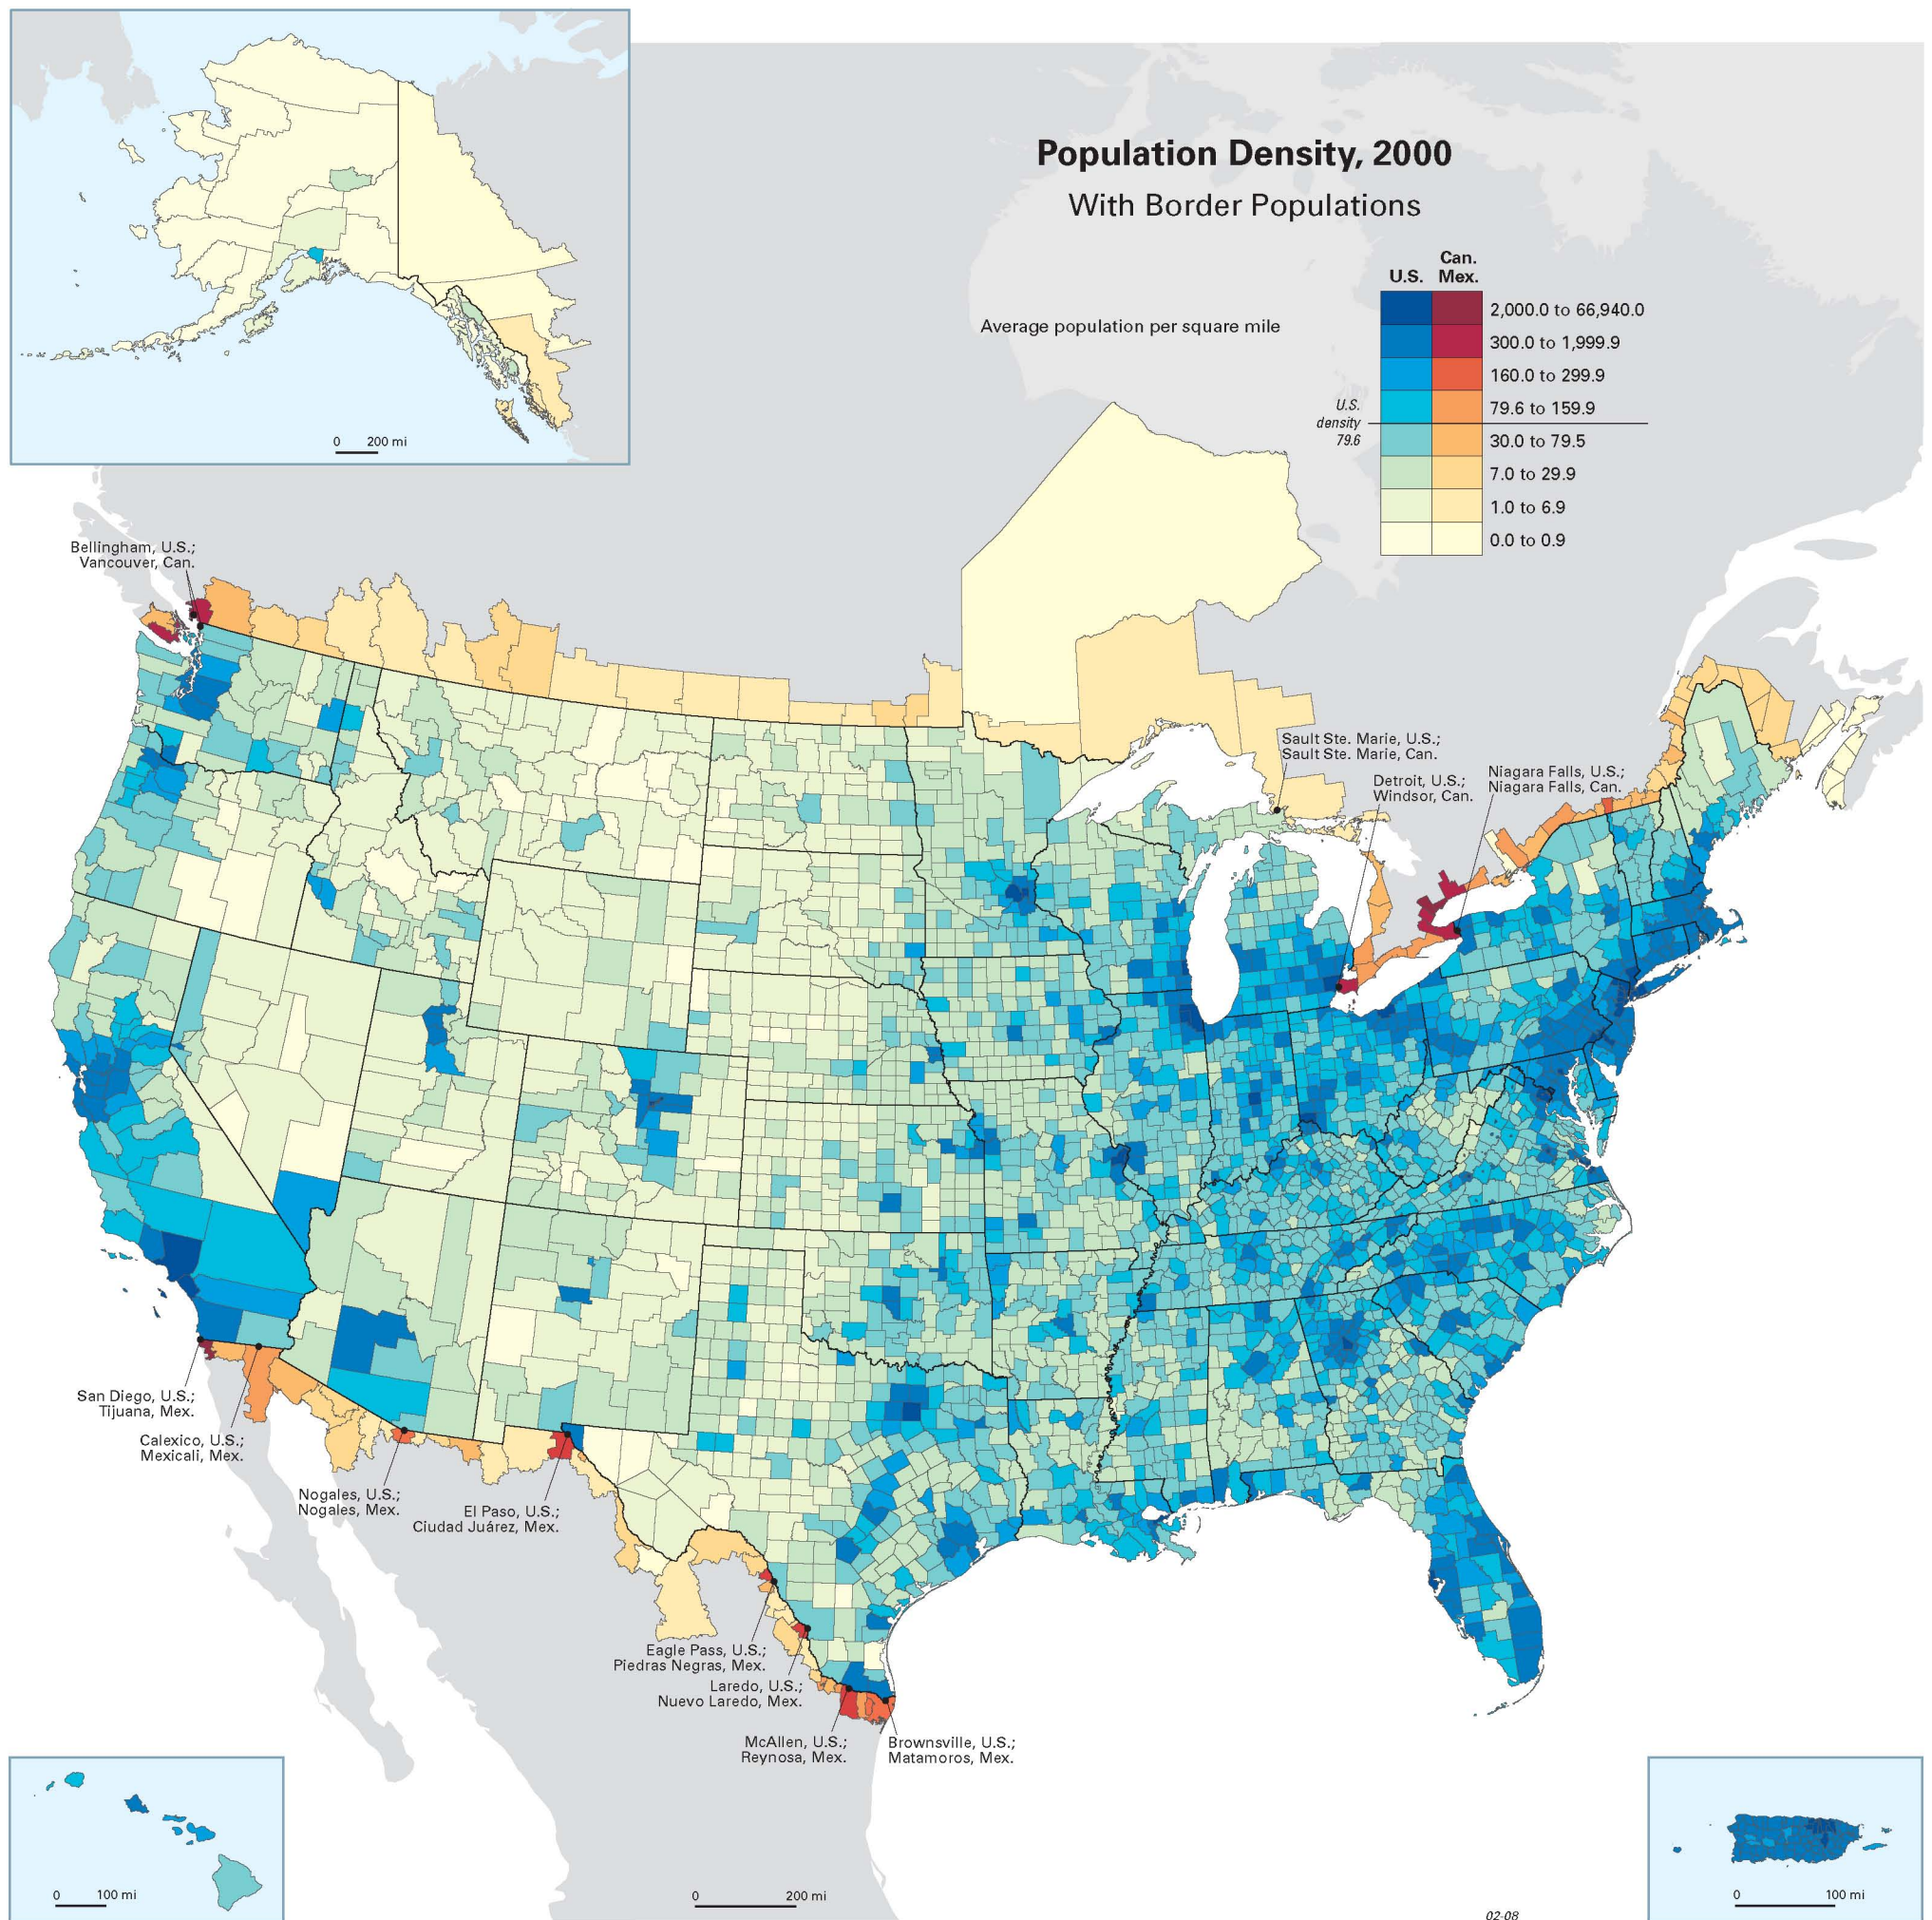 Population Density, 2000
With Border Populations
Average population per square mile
U.S.
Can.
Mex.
2,000.0 to 66,940.0
300.0 to 1,999.9
160.0 to 299.9
79.6 to 159.9
30.0 to 79.5
7.0 to 29.9
1.0 to 6.9
0.0 to 0.9
U.S.
density
79.6
0 200 mi
Bellingham, U.S.;
Vancouver, Can.
Sault Ste. Marie, U.S.;
Sault Ste. Marie, Can.
Detroit, U.S.;
Windsor, Can.
Niagara Falls, U.S.;
Niagara Falls, Can.
San Diego, U.S.;
Tijuana, Mex.
Calexico, U.S.;
Mexicali, Mex.
Nogales, U.S.;
Nogales, Mex.
El Paso, U.S.;
Ciudad Juárez, Mex.
Eagle Pass, U.S.;
Piedras Negras, Mex.
Laredo, U.S.;
Nuevo Laredo, Mex.
McAllen, U.S.;
Reynosa, Mex.
Brownsville, U.S.;
Matamoros, Mex.
0 100 mi
0 200 mi
0 100 mi
02-08